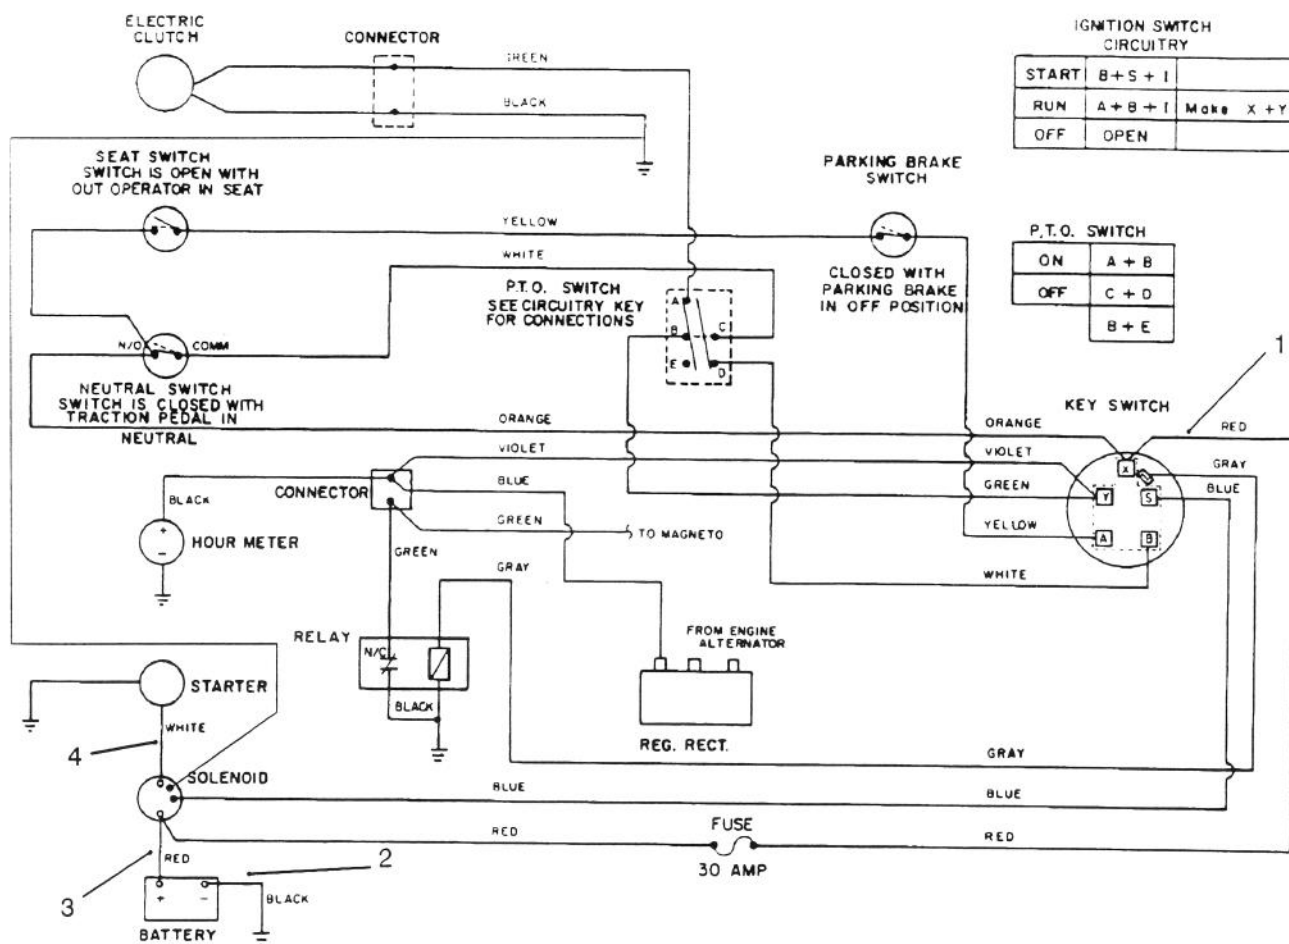 ELECTRIC
CLUTCH
CONNECTOR
GREEN
BLACK
IGNITION SWITCH
CIRCUITRY
START B+S+I
RUN A+B+I Make X+Y
OFF OPEN
SEAT SWITCH
SWITCH IS OPEN WITH
OUT OPERATOR IN SEAT
YELLOW
WHITE
PARKING BRAKE
SWITCH
CLOSED WITH
PARKING BRAKE
IN OFF POSITION
P.T.O. SWITCH
ON A+B
OFF C+D
B+E
P.T.O. SWITCH
SEE CIRCUITRY KEY
FOR CONNECTIONS
A
B
C
E
D
N/O
COMM
NEUTRAL SWITCH
SWITCH IS CLOSED WITH
TRACTION PEDAL IN
NEUTRAL
1
KEY SWITCH
ORANGE
ORANGE
RED
VIOLET
VIOLET
GRAY
BLUE
GREEN
BLUE
X
Y
S
A
B
BLACK
CONNECTOR
GREEN
TO MAGNETO
YELLOW
+
-
HOUR METER
GREEN
GRAY
WHITE
RELAY
N/C
BLACK
FROM ENGINE
ALTERNATOR
REG. RECT.
STARTER
WHITE
4
SOLENOID
GRAY
BLUE
BLUE
RED
FUSE
30 AMP
RED
3
RED
2
+
-
BLACK
BATTERY